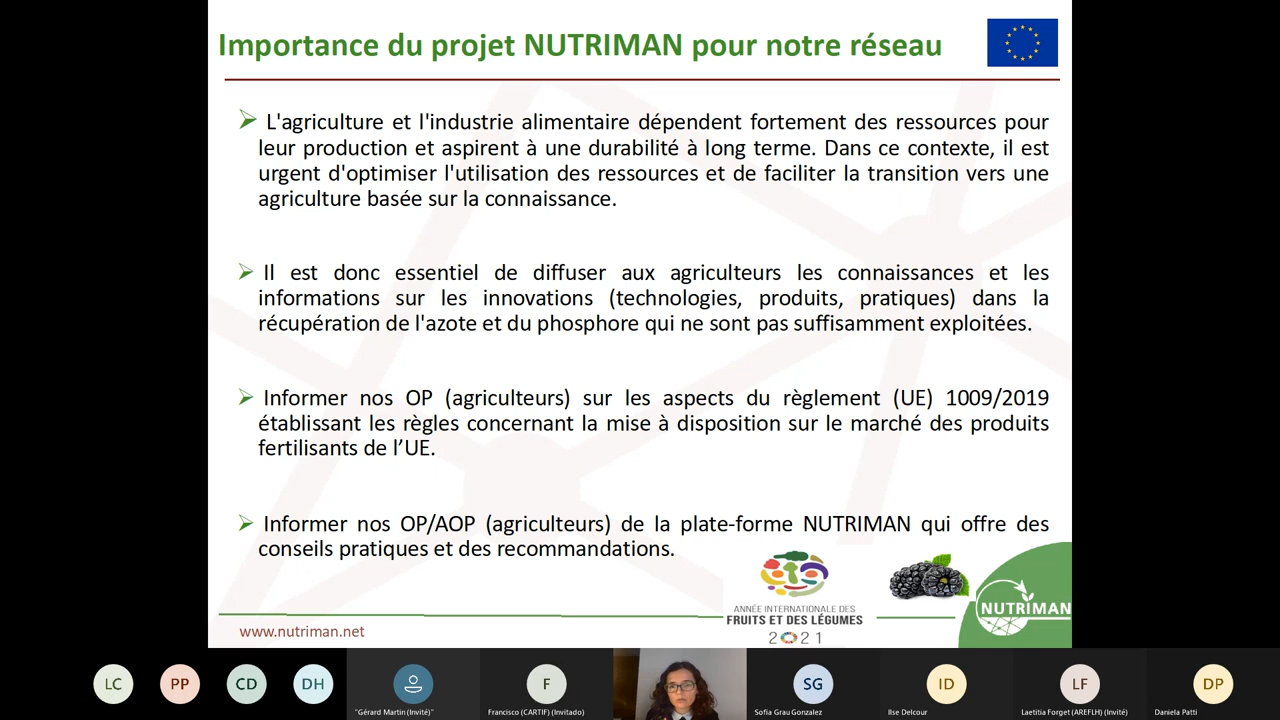 Importance du projet NUTRIMAN pour notre réseau
L'agriculture et l'industrie alimentaire dépendent fortement des ressources pour
leur production et aspirent à une durabilité à long terme. Dans ce contexte, il est
urgent d'optimiser l'utilisation des ressources et de faciliter la transition vers une
agriculture basée sur la connaissance.
Il est donc essentiel de diffuser aux agriculteurs les connaissances et les
informations sur les innovations (technologies, produits, pratiques) dans la
récupération de l'azote et du phosphore qui ne sont pas suffisamment exploitées.
Informer nos OP (agriculteurs) sur les aspects du règlement (UE) 1009/2019
établissant les règles concernant la mise à disposition sur le marché des produits
fertilisants de l’UE.
Informer nos OP/AOP (agriculteurs) de la plate-forme NUTRIMAN qui offre des
conseils pratiques et des recommandations.
ANNÉE INTERNATIONALE DES
FRUITS ET DES LÉGUMES
2021
NUTRIMAN
www.nutriman.net
LC
PP
CD
DH
F
SG
ID
LF
DP
"Gérard Martin (Invité)"
Francisco (CARTIF) (Invitado)
Sofia Grau Gonzalez
Ilse Delcour
Laetitia Forget (AREFLH) (Invité)
Daniela Patti